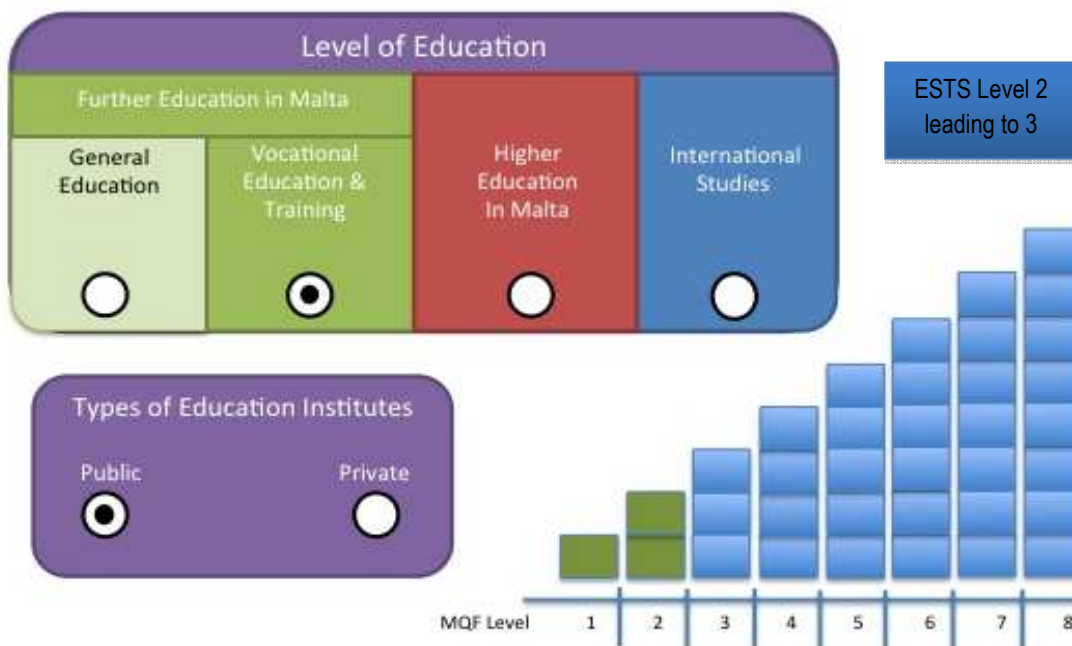 Level of Education
Further Education in Malta
General
Education
Vocational
Education &
Training
Higher
Education
In Malta
International
Studies
ESTS Level 2
leading to 3
Types of Education Institutes
Public
Private
MQF Level 1 2 3 4 5 6 7 8